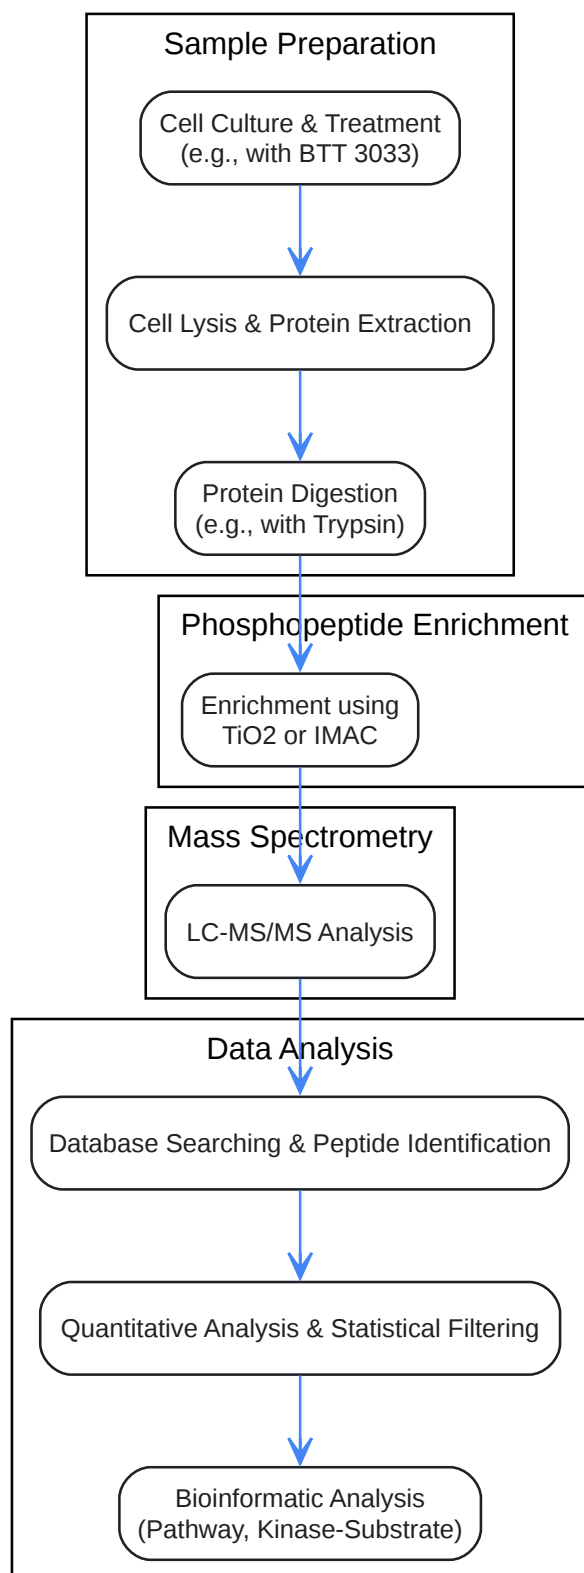 Sample Preparation
Cell Culture & Treatment
(e.g., with BTT 3033)
Cell Lysis & Protein Extraction
Protein Digestion
(e.g., with Trypsin)
Phosphopeptide Enrichment
Enrichment using
TiO2 or IMAC
Mass Spectrometry
LC-MS/MS Analysis
Data Analysis
Database Searching & Peptide Identification
Quantitative Analysis & Statistical Filtering
Bioinformatic Analysis
(Pathway, Kinase-Substrate)